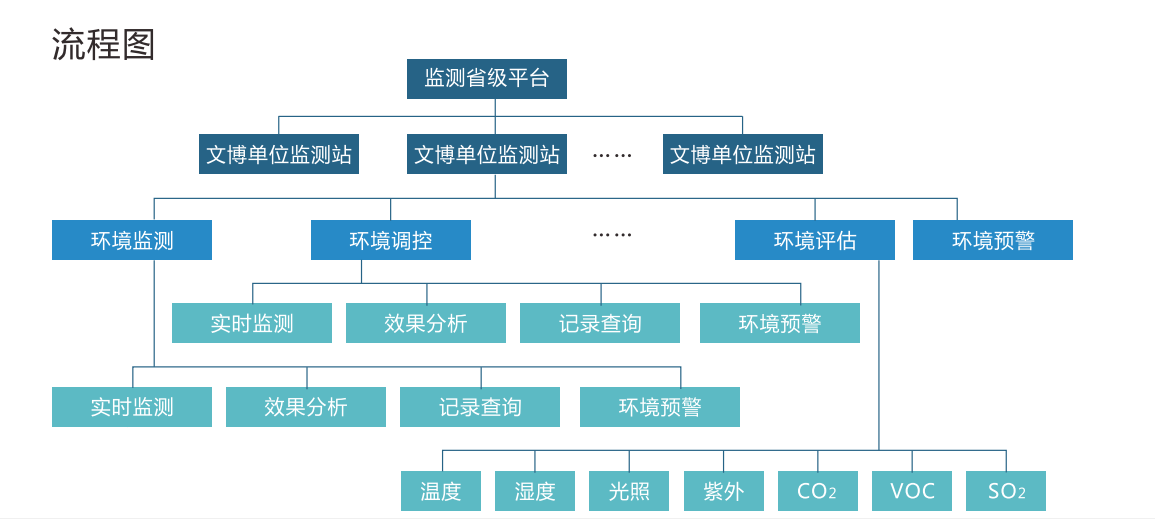 流程图
监测省级平台
文博单位监测站
文博单位监测站
……
文博单位监测站
环境监测
环境调控
……
环境评估
环境预警
实时监测
效果分析
记录查询
环境预警
实时监测
效果分析
记录查询
环境预警
温度
湿度
光照
紫外
CO2
VOC
SO2